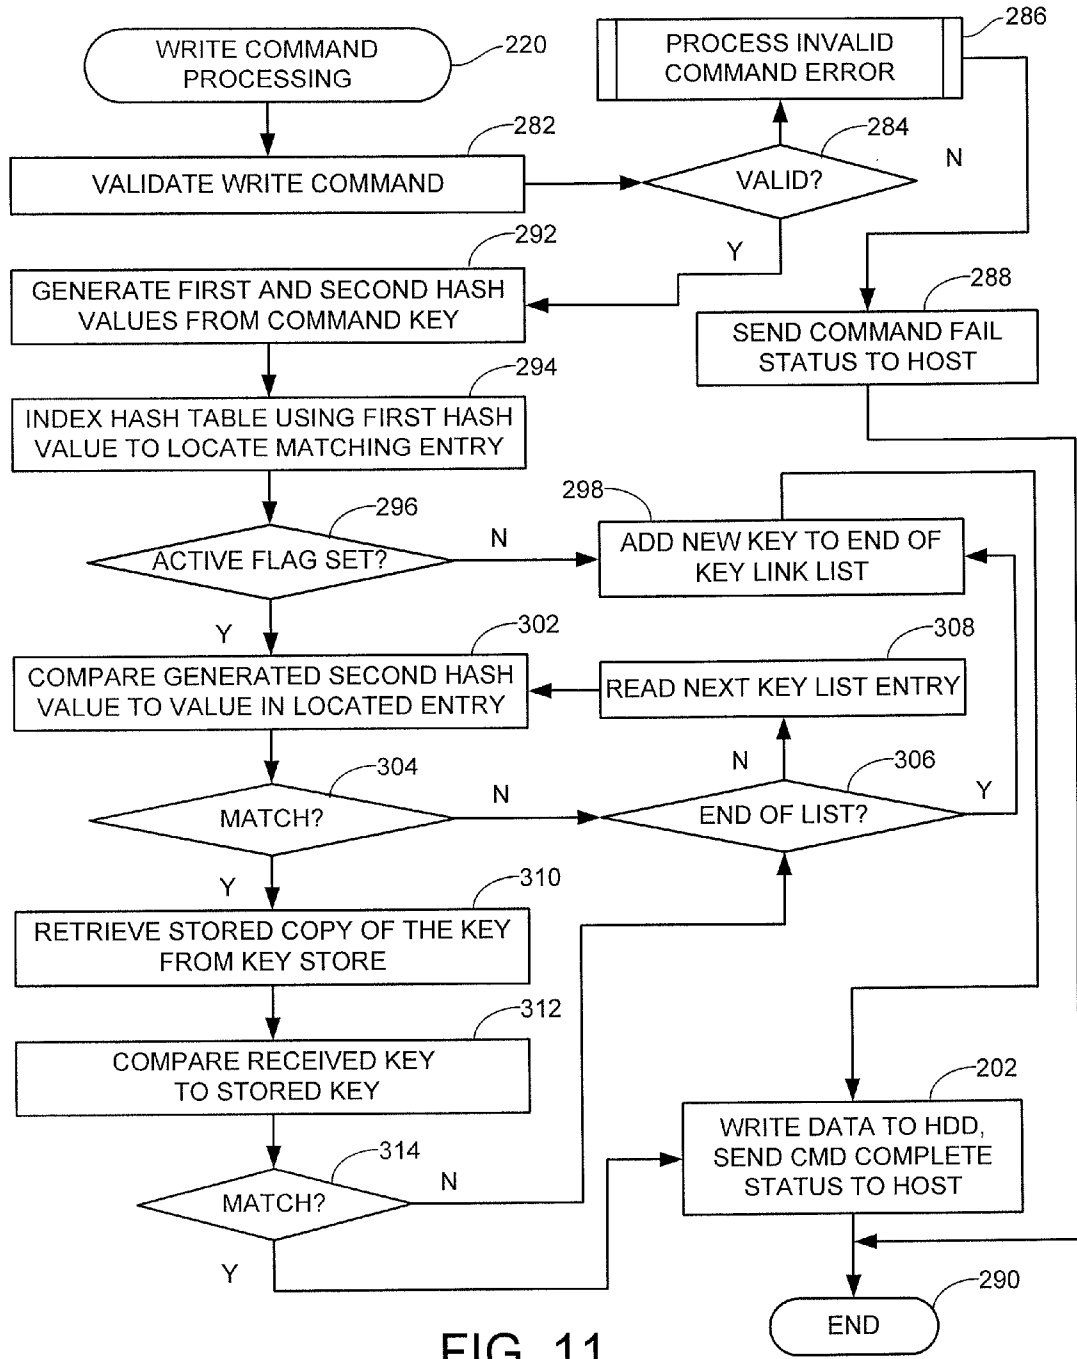 WRITE COMMAND
PROCESSING
220
PROCESS INVALID
COMMAND ERROR
286
282
VALIDATE WRITE COMMAND
284
VALID?
N
Y
292
GENERATE FIRST AND SECOND HASH
VALUES FROM COMMAND KEY
288
SEND COMMAND FAIL
STATUS TO HOST
294
INDEX HASH TABLE USING FIRST HASH
VALUE TO LOCATE MATCHING ENTRY
296
ACTIVE FLAG SET?
N
Y
298
ADD NEW KEY TO END OF
KEY LINK LIST
302
COMPARE GENERATED SECOND HASH
VALUE TO VALUE IN LOCATED ENTRY
308
READ NEXT KEY LIST ENTRY
304
MATCH?
N
Y
306
END OF LIST?
N
Y
310
RETRIEVE STORED COPY OF THE KEY
FROM KEY STORE
312
COMPARE RECEIVED KEY
TO STORED KEY
314
MATCH?
N
Y
202
WRITE DATA TO HDD,
SEND CMD COMPLETE
STATUS TO HOST
290
END
FIG. 11